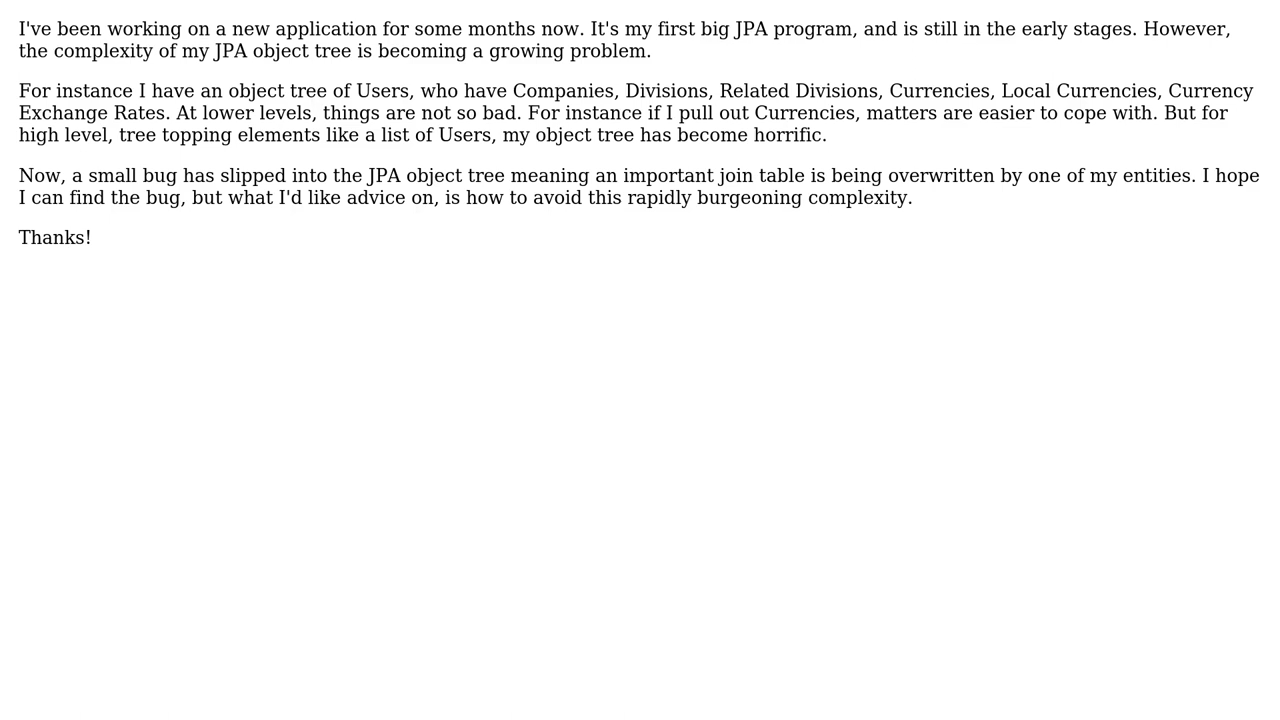 I've been working on a new application for some months now. It's my first big JPA program, and is still in the early stages. However,
the complexity of my JPA object tree is becoming a growing problem.
For instance I have an object tree of Users, who have Companies, Divisions, Related Divisions, Currencies, Local Currencies, Currency
Exchange Rates. At lower levels, things are not so bad. For instance if I pull out Currencies, matters are easier to cope with. But for
high level, tree topping elements like a list of Users, my object tree has become horrific.
Now, a small bug has slipped into the JPA object tree meaning an important join table is being overwritten by one of my entities. I hope
I can find the bug, but what I'd like advice on, is how to avoid this rapidly burgeoning complexity.
Thanks!